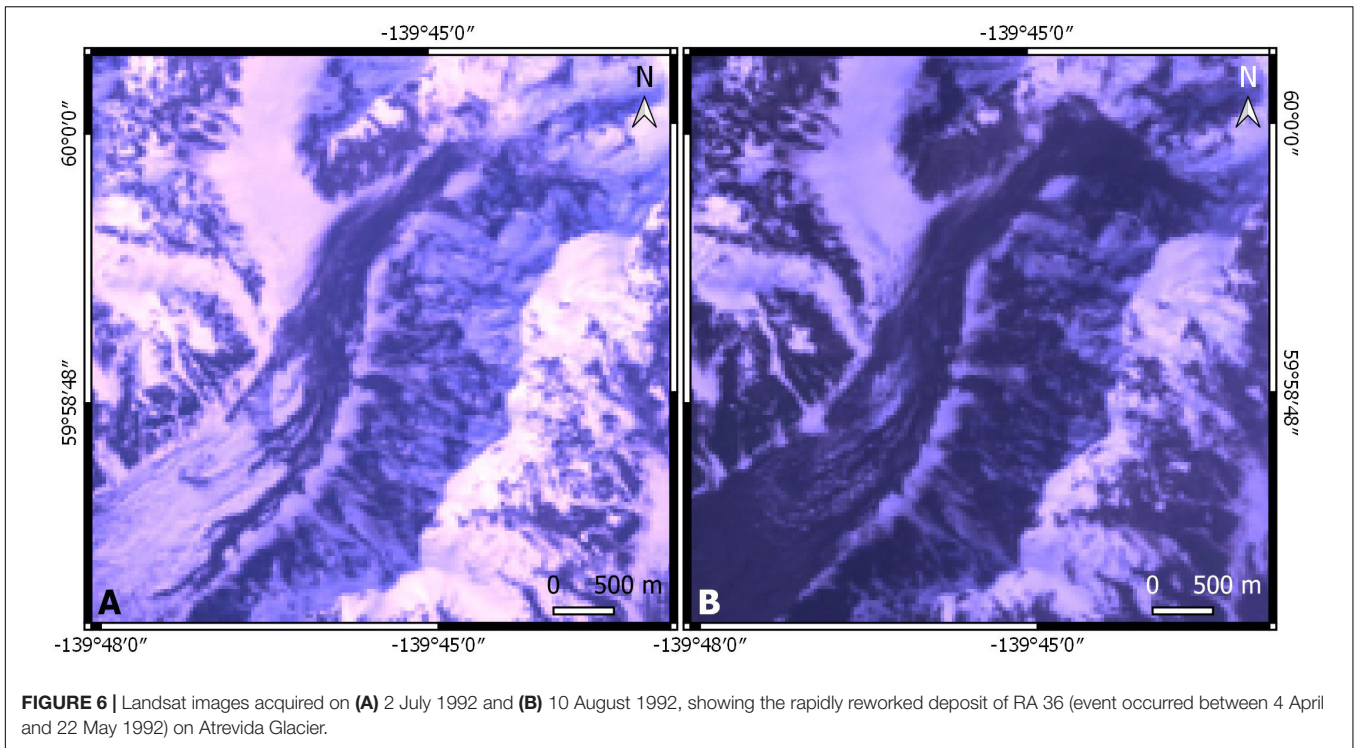 -139°45′0″
-139°45′0″
N
N
60°0′0″
60°0′0″
59°58′48″
59°58′48″
0 500 m
0 500 m
A
B
-139°48′0″
-139°45′0″
-139°48′0″
-139°45′0″
FIGURE 6 | Landsat images acquired on (A) 2 July 1992 and (B) 10 August 1992, showing the rapidly reworked deposit of RA 36 (event occurred between 4 April
and 22 May 1992) on Atrevida Glacier.